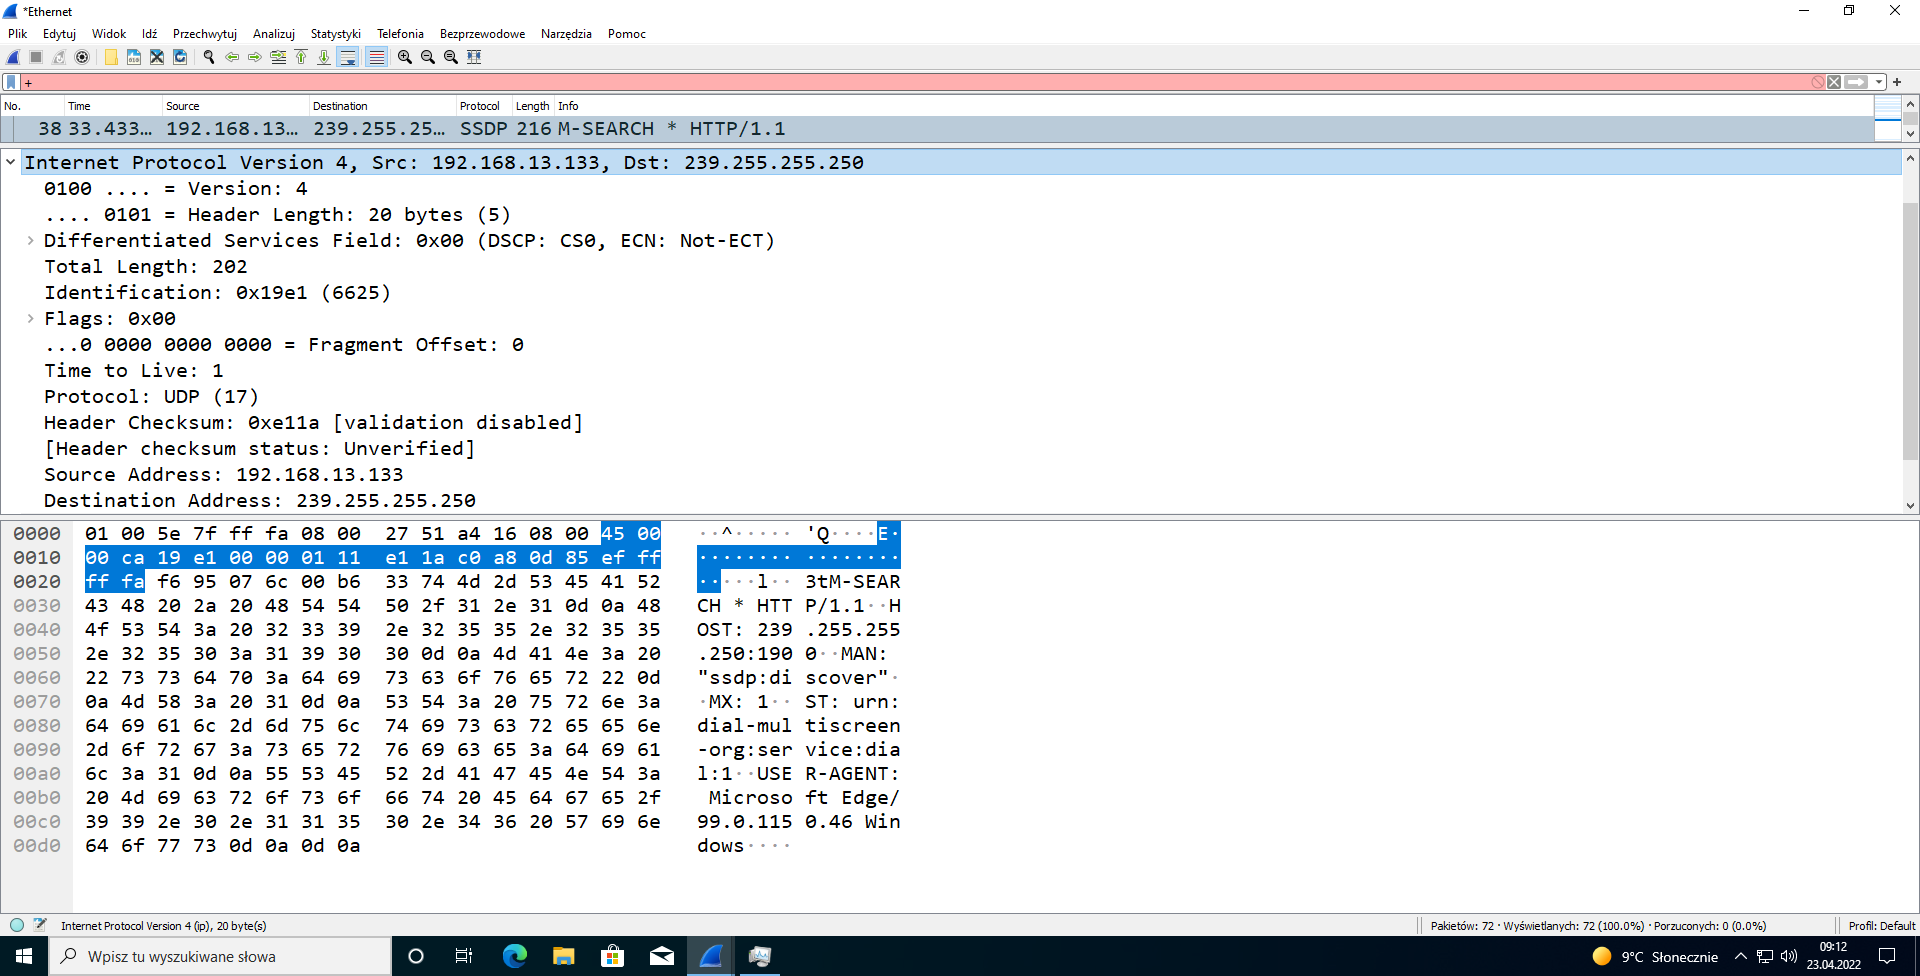 *Ethernet
Plik Edytuj Widok Idź Przechwytuj Analizuj Statystyki Telefonia Bezprzewodowe Narzędzia Pomoc
+
No. Time Source Destination Protocol Length Info
38 33.433… 192.168.13… 239.255.25… SSDP 216 M-SEARCH * HTTP/1.1
Internet Protocol Version 4, Src: 192.168.13.133, Dst: 239.255.255.250
0100 .... = Version: 4
.... 0101 = Header Length: 20 bytes (5)
Differentiated Services Field: 0x00 (DSCP: CS0, ECN: Not-ECT)
Total Length: 202
Identification: 0x19e1 (6625)
Flags: 0x00
...0 0000 0000 0000 = Fragment Offset: 0
Time to Live: 1
Protocol: UDP (17)
Header Checksum: 0xe11a [validation disabled]
[Header checksum status: Unverified]
Source Address: 192.168.13.133
Destination Address: 239.255.255.250
0000 01 00 5e 7f ff fa 08 00 27 51 a4 16 08 00 45 00 ··^····· 'Q····E·
0010 00 ca 19 e1 00 00 01 11 e1 1a c0 a8 0d 85 ef ff ········ ········
0020 ff fa f6 95 07 6c 00 b6 33 74 4d 2d 53 45 41 52 ·····l·· 3tM-SEAR
0030 43 48 20 2a 20 48 54 54 50 2f 31 2e 31 0d 0a 48 CH * HTT P/1.1··H
0040 4f 53 54 3a 20 32 33 39 2e 32 35 35 2e 32 35 35 OST: 239 .255.255
0050 2e 32 35 30 3a 31 39 30 30 0d 0a 4d 41 4e 3a 20 .250:190 0··MAN:
0060 22 73 73 64 70 3a 64 69 73 63 6f 76 65 72 22 0d "ssdp:di scover"·
0070 0a 4d 58 3a 20 31 0d 0a 53 54 3a 20 75 72 6e 3a ·MX: 1·· ST: urn:
0080 64 69 61 6c 2d 6d 75 6c 74 69 73 63 72 65 65 6e dial-mul tiscreen
0090 2d 6f 72 67 3a 73 65 72 76 69 63 65 3a 64 69 61 -org:ser vice:dia
00a0 6c 3a 31 0d 0a 55 53 45 52 2d 41 47 45 4e 54 3a l:1··USE R-AGENT:
00b0 20 4d 69 63 72 6f 73 6f 66 74 20 45 64 67 65 2f Microso ft Edge/
00c0 39 39 2e 30 2e 31 31 35 30 2e 34 36 20 57 69 6e 99.0.115 0.46 Win
00d0 64 6f 77 73 0d 0a 0d 0a dows····
Internet Protocol Version 4 (ip), 20 byte(s) Pakietów: 72 · Wyświetlanych: 72 (100.0%) · Porzuconych: 0 (0.0%) Profil: Default
Wpisz tu wyszukiwane słowa 9°C Słonecznie 09:12
23.04.2022